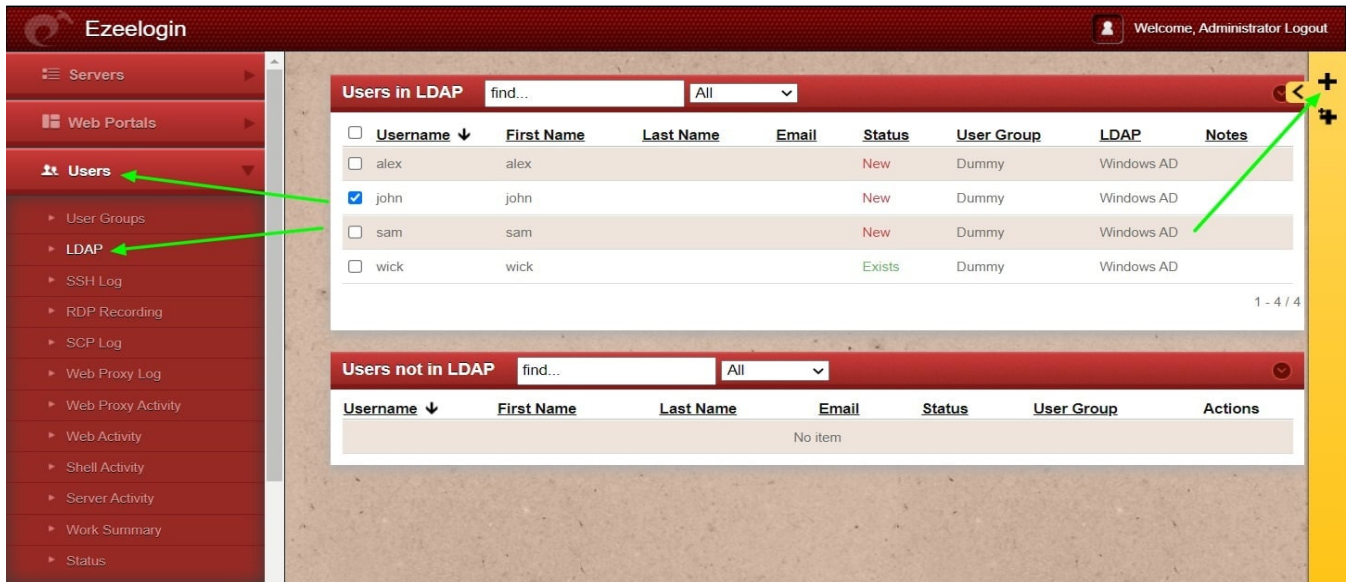 Ezeelogin
Welcome, Administrator Logout
Servers
Web Portals
Users
User Groups
LDAP
SSH Log
RDP Recording
SCP Log
Web Proxy Log
Web Proxy Activity
Web Activity
Shell Activity
Server Activity
Work Summary
Status
Users in LDAP find... All
Username First Name Last Name Email Status User Group LDAP Notes
alex alex New Dummy Windows AD
john john New Dummy Windows AD
sam sam New Dummy Windows AD
wick wick Exists Dummy Windows AD
1 - 4 / 4
Users not in LDAP find... All
Username First Name Last Name Email Status User Group Actions
No item